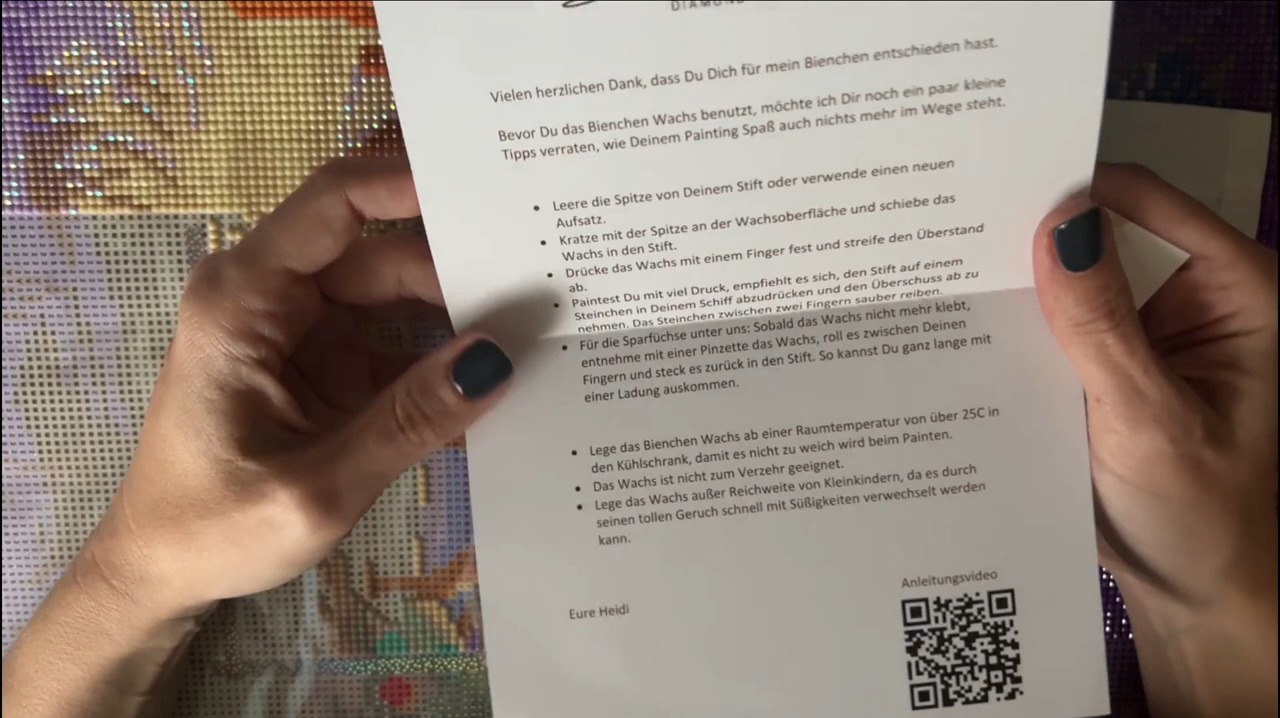 DIAMOND
Vielen herzlichen Dank, dass Du Dich für mein Bienchen entschieden hast.
Bevor Du das Bienchen Wachs benutzt, möchte ich Dir noch ein paar kleine
Tipps verraten, wie Deinem Painting Spaß auch nichts mehr im Wege steht.
• Leere die Spitze von Deinem Stift oder verwende einen neuen
Aufsatz.
• Kratze mit der Spitze an der Wachsoberfläche und schiebe das
Wachs in den Stift.
• Drücke das Wachs mit einem Finger fest und streife den Überstand
ab.
• Paintest Du mit viel Druck, empfiehlt es sich, den Stift auf einem
Steinchen in Deinem Schiff abzudrücken und den Überschuss ab zu
nehmen. Das Steinchen zwischen zwei Fingern sauber reiben.
• Für die Sparfüchse unter uns: Sobald das Wachs nicht mehr klebt,
entnehme mit einer Pinzette das Wachs, roll es zwischen Deinen
Fingern und steck es zurück in den Stift. So kannst Du ganz lange mit
einer Ladung auskommen.
• Lege das Bienchen Wachs ab einer Raumtemperatur von über 25C in
den Kühlschrank, damit es nicht zu weich wird beim Painten.
• Das Wachs ist nicht zum Verzehr geeignet.
• Lege das Wachs außer Reichweite von Kleinkindern, da es durch
seinen tollen Geruch schnell mit Süßigkeiten verwechselt werden
kann.
Anleitungsvideo
Eure Heidi